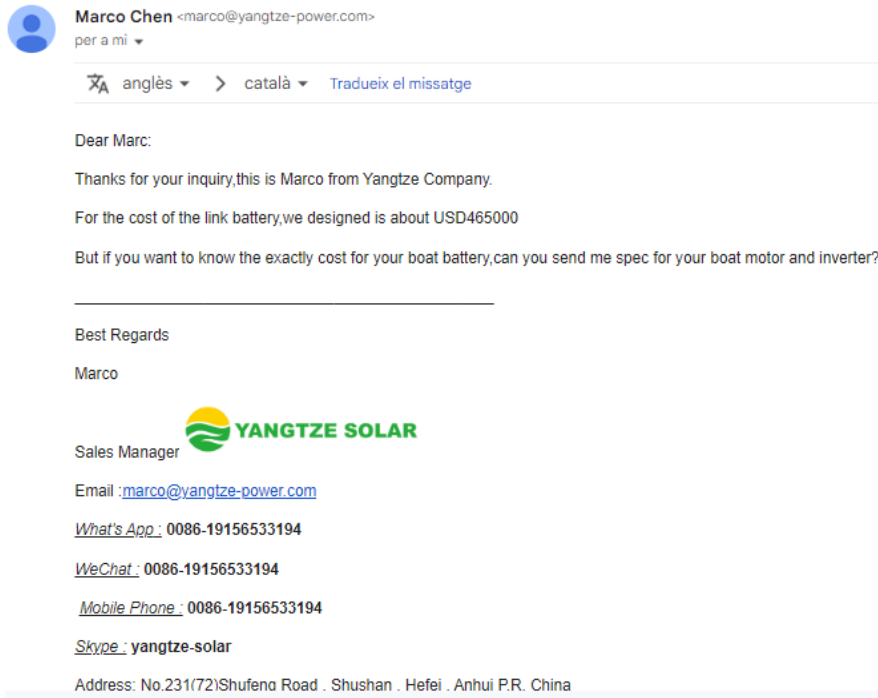 Marco Chen <marco@yangtze-power.com>
per a mi
anglès > català Tradueix el missatge
Dear Marc:
Thanks for your inquiry,this is Marco from Yangtze Company.
For the cost of the link battery,we designed is about USD465000
But if you want to know the exactly cost for your boat battery,can you send me spec for your boat motor and inverter?
Best Regards
Marco
YANGTZE SOLAR
Sales Manager
Email :marco@yangtze-power.com
What's App : 0086-19156533194
WeChat : 0086-19156533194
Mobile Phone : 0086-19156533194
Skype : yangtze-solar
Address: No.231(72)Shufeng Road , Shushan , Hefei , Anhui P.R. China